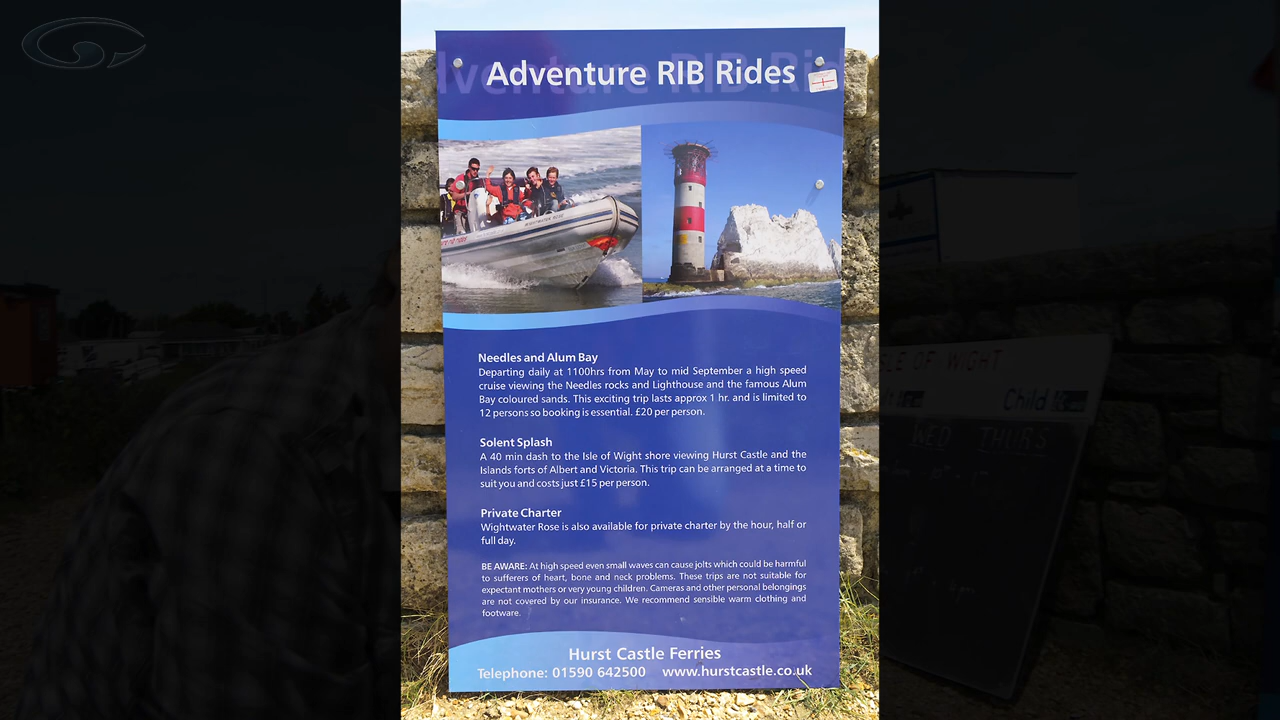 Adventure RIB Rides
WIGHTWATER ROSE
Needles and Alum Bay
Departing daily at 1100hrs from May to mid September a high speed
cruise viewing the Needles rocks and Lighthouse and the famous Alum
Bay coloured sands. This exciting trip lasts approx 1 hr. and is limited to
12 persons so booking is essential. £20 per person.
Solent Splash
A 40 min dash to the Isle of Wight shore viewing Hurst Castle and the
Islands forts of Albert and Victoria. This trip can be arranged at a time to
suit you and costs just £15 per person.
Private Charter
Wightwater Rose is also available for private charter by the hour, half or
full day.
BE AWARE: At high speed even small waves can cause jolts which could be harmful
to sufferers of heart, bone and neck problems. These trips are not suitable for
expectant mothers or very young children. Cameras and other personal belongings
are not covered by our insurance. We recommend sensible warm clothing and
footware.
Hurst Castle Ferries
Telephone: 01590 642500 www.hurstcastle.co.uk
OF WIGHT
Child
WED THURS